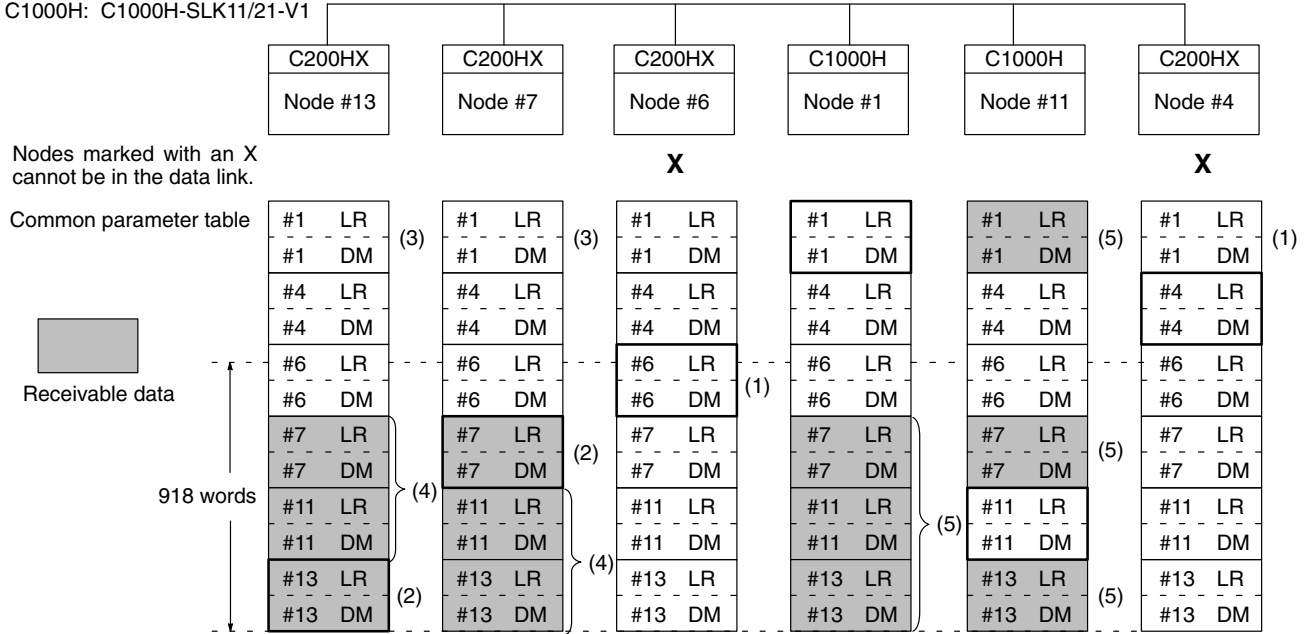 C1000H: C1000H-SLK11/21-V1
C200HX C200HX C200HX C1000H C1000H C200HX
Node #13 Node #7 Node #6 Node #1 Node #11 Node #4
Nodes marked with an X
cannot be in the data link.
X X
Common parameter table
#1 LR #1 LR #1 LR #1 LR #1 LR #1 LR
(3) (3) (5) (1)
#1 DM #1 DM #1 DM #1 DM #1 DM #1 DM
#4 LR #4 LR #4 LR #4 LR #4 LR #4 LR
#4 DM #4 DM #4 DM #4 DM #4 DM #4 DM
#6 LR #6 LR #6 LR #6 LR #6 LR #6 LR
Receivable data
(1)
#6 DM #6 DM #6 DM #6 DM #6 DM #6 DM
#7 LR #7 LR #7 LR #7 LR #7 LR #7 LR
(2) (5)
#7 DM #7 DM #7 DM #7 DM #7 DM #7 DM
918 words
(4)
#11 LR #11 LR #11 LR #11 LR #11 LR #11 LR
(5)
#11 DM #11 DM #11 DM #11 DM #11 DM #11 DM
(4)
#13 LR #13 LR #13 LR #13 LR #13 LR #13 LR
(2) (5)
#13 DM #13 DM #13 DM #13 DM #13 DM #13 DM